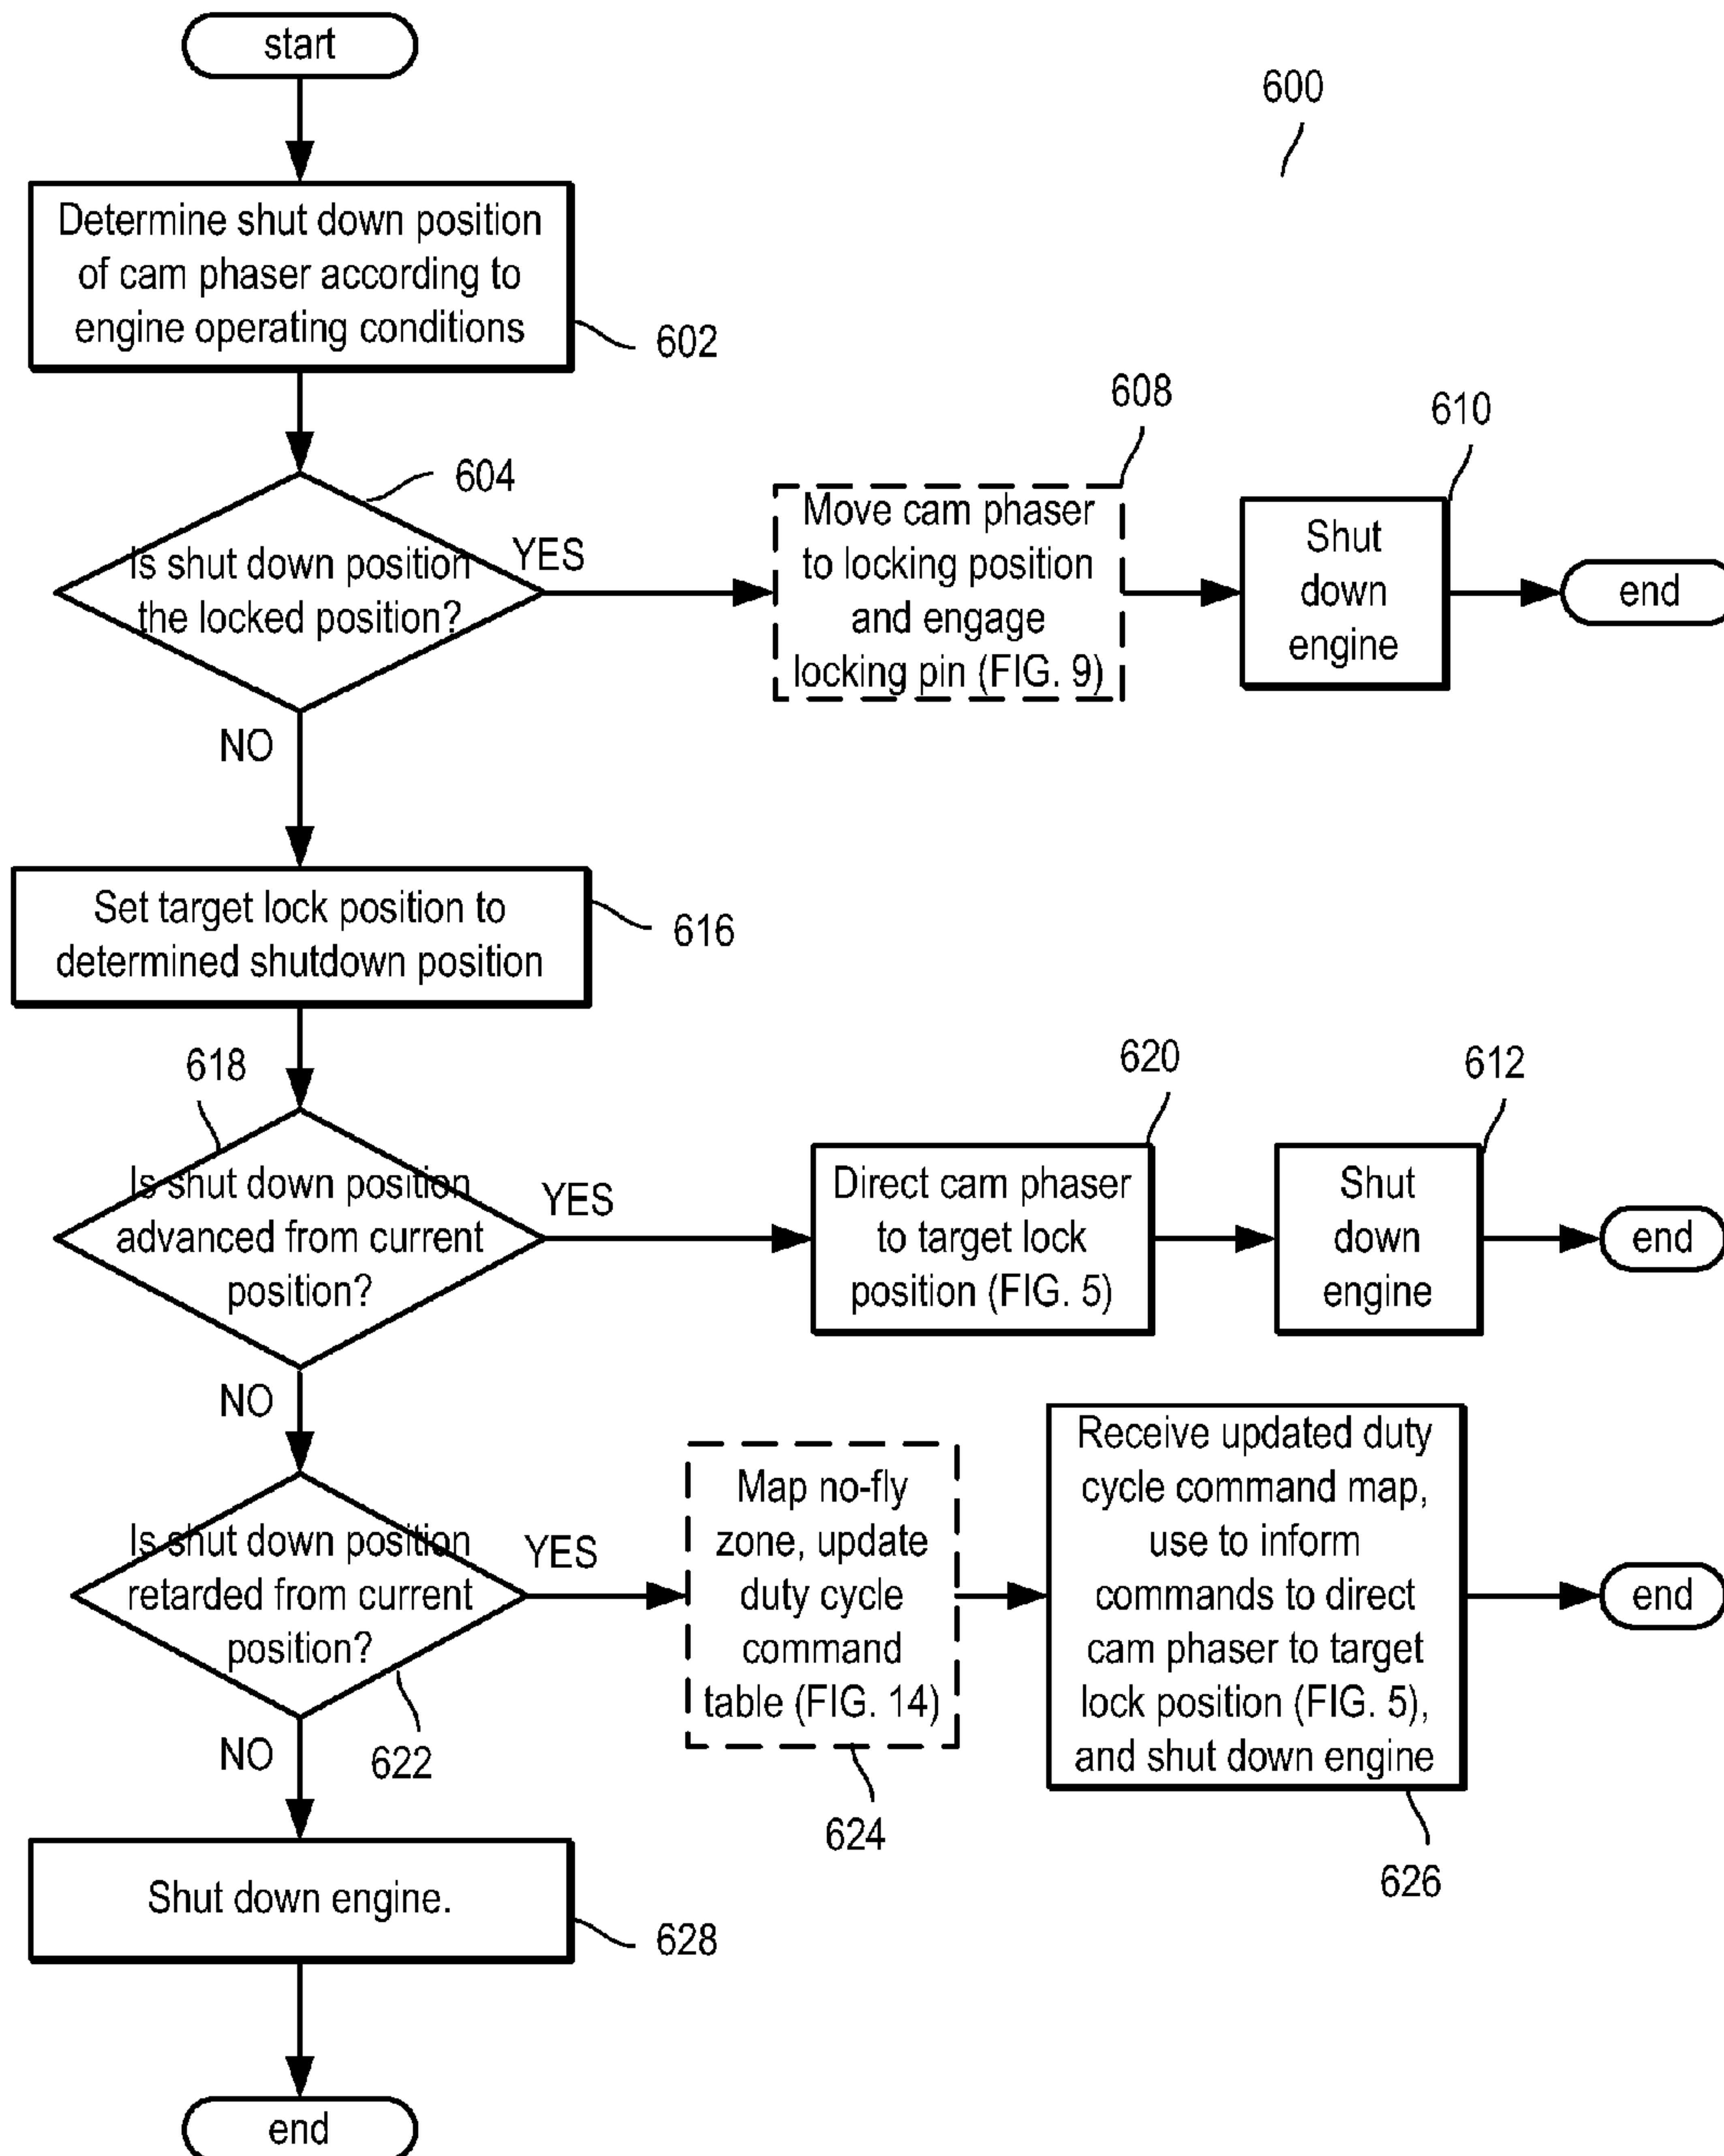 start
600
Determine shut down position
of cam phaser according to
engine operating conditions
602
604
Is shut down position
the locked position?
YES
608
Move cam phaser
to locking position
and engage
locking pin (FIG. 9)
610
Shut
down
engine
end
NO
Set target lock position to
determined shutdown position
616
618
Is shut down position
advanced from current
position?
YES
620
Direct cam phaser
to target lock
position (FIG. 5)
612
Shut
down
engine
end
NO
Is shut down position
retarded from current
position?
622
YES
Map no-fly
zone, update
duty cycle
command
table (FIG. 14)
624
Receive updated duty
cycle command map,
use to inform
commands to direct
cam phaser to target
lock position (FIG. 5),
and shut down engine
626
end
NO
Shut down engine.
628
end